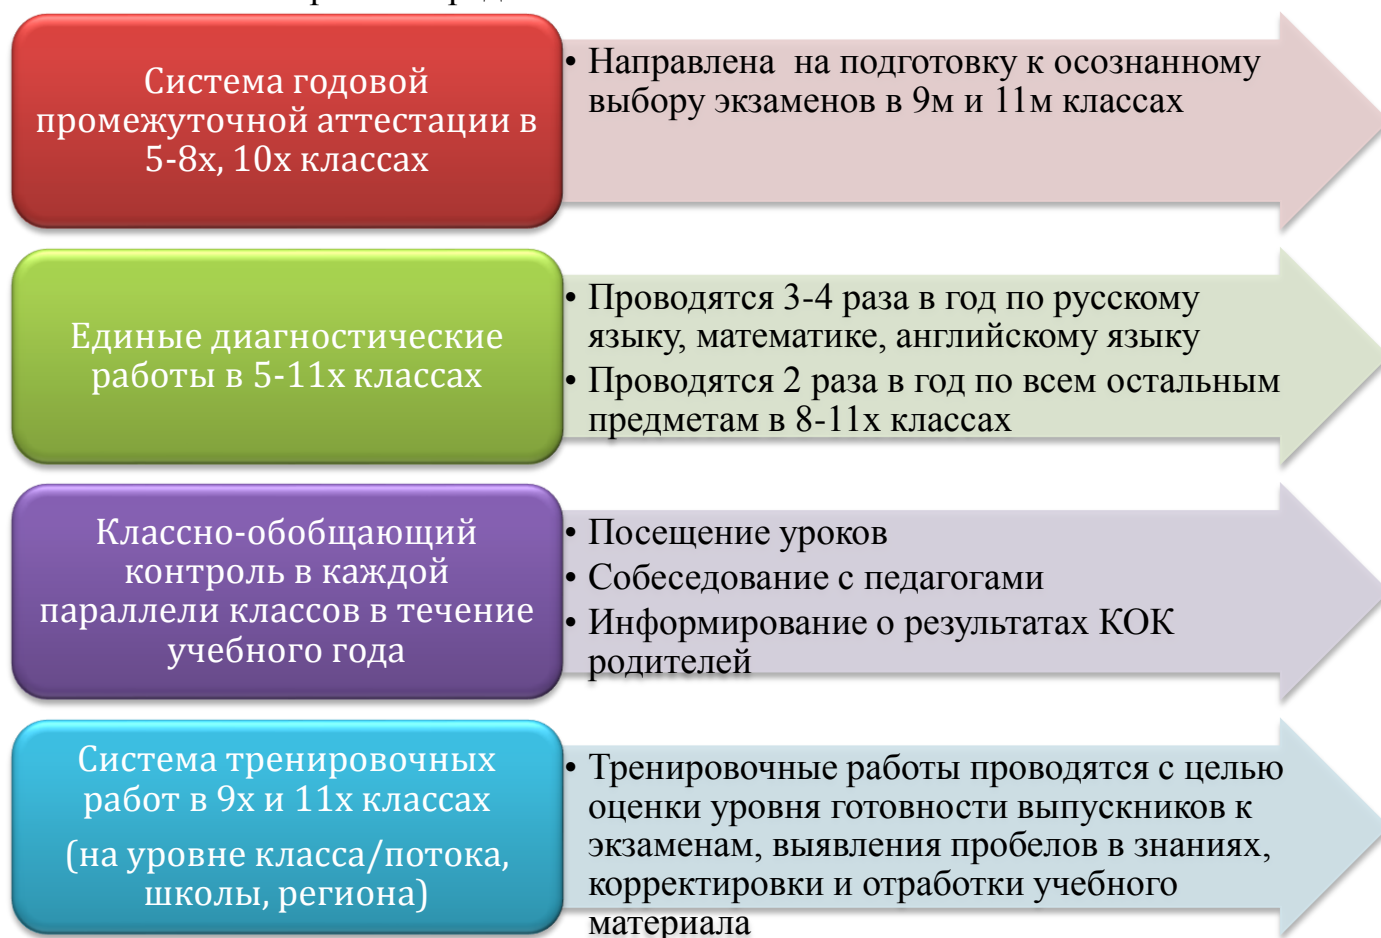 Система годовой
промежуточной аттестации в
5-8х, 10х классах
• Направлена  на подготовку к осознанному
выбору экзаменов в 9м и 11м классах
Единые диагностические
работы в 5-11х классах
• Проводятся 3-4 раза в год по русскому
языку, математике, английскому языку
• Проводятся 2 раза в год по всем остальным
предметам в 8-11х классах
Классно-обобщающий
контроль в каждой
параллели классов в течение
учебного года
• Посещение уроков
• Собеседование с педагогами
• Информирование о результатах КОК
родителей
Система тренировочных
работ в 9х и 11х классах
(на уровне класса/потока,
школы, региона)
• Тренировочные работы проводятся с целью
оценки уровня готовности выпускников к
экзаменам, выявления пробелов в знаниях,
корректировки и отработки учебного
материала